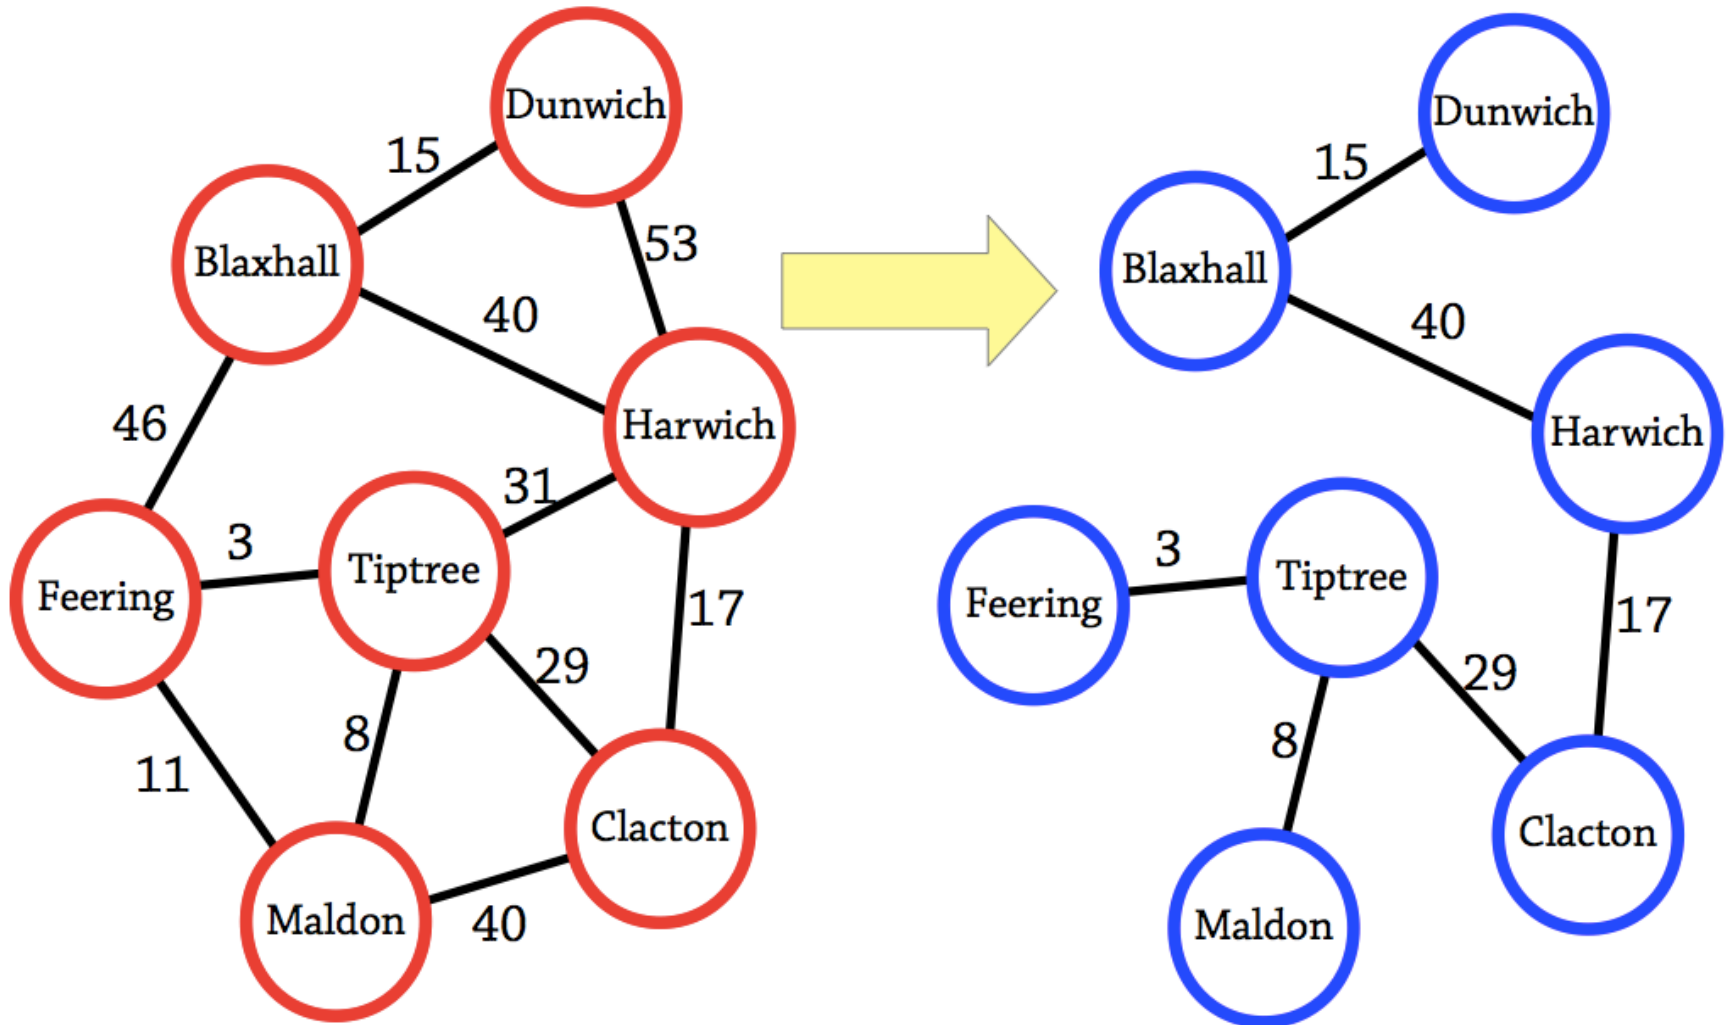 Dunwich
15
53
Blaxhall
40
Harwich
46
31
3
Tiptree
Feering
17
29
8
11
Clacton
Maldon
40
Dunwich
15
Blaxhall
40
Harwich
3
Tiptree
Feering
17
29
8
Clacton
Maldon